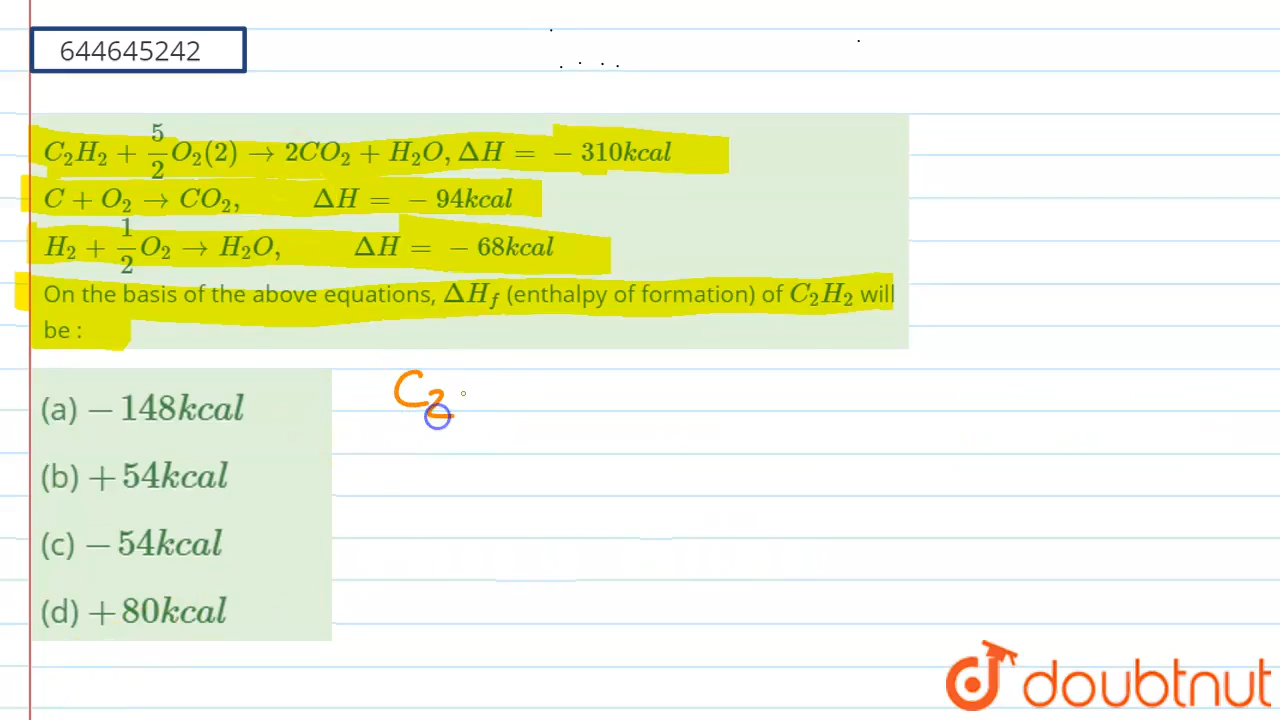 644645242
C₂H₂ + 5/2 O₂(2) → 2CO₂ + H₂O, ΔH = −310kcal
C + O₂ → CO₂, ΔH = −94kcal
H₂ + 1/2 O₂ → H₂O, ΔH = −68kcal
On the basis of the above equations, ΔH_f (enthalpy of formation) of C₂H₂ will
be :
C₂
(a) −148kcal
(b) +54kcal
(c) −54kcal
(d) +80kcal
doubtnut